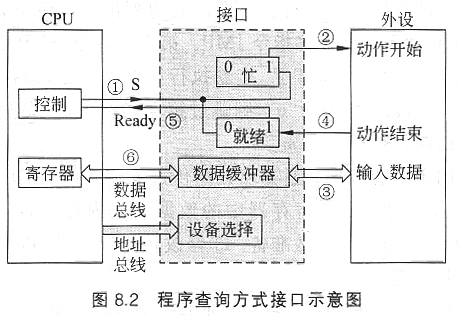 CPU
接口
外设
②
0 1
忙
动作开始
① S
控制
Ready ⑤
0 1
就绪
④
动作结束
寄存器
⑥
数据
总线
数据缓冲器
③
输入数据
地址
总线
设备选择
图 8.2 程序查询方式接口示意图